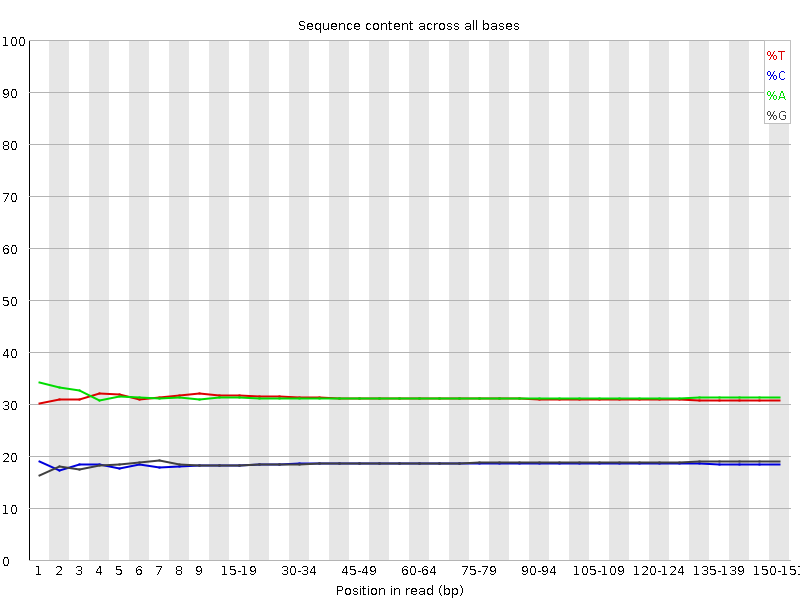 Sequence content across all bases
100
90
80
70
60
50
40
30
20
10
0
%T
%C
%A
%G
1 2 3 4 5 6 7 8 9 15-19 30-34 45-49 60-64 75-79 90-94 105-109 120-124 135-139 150-151
Position in read (bp)